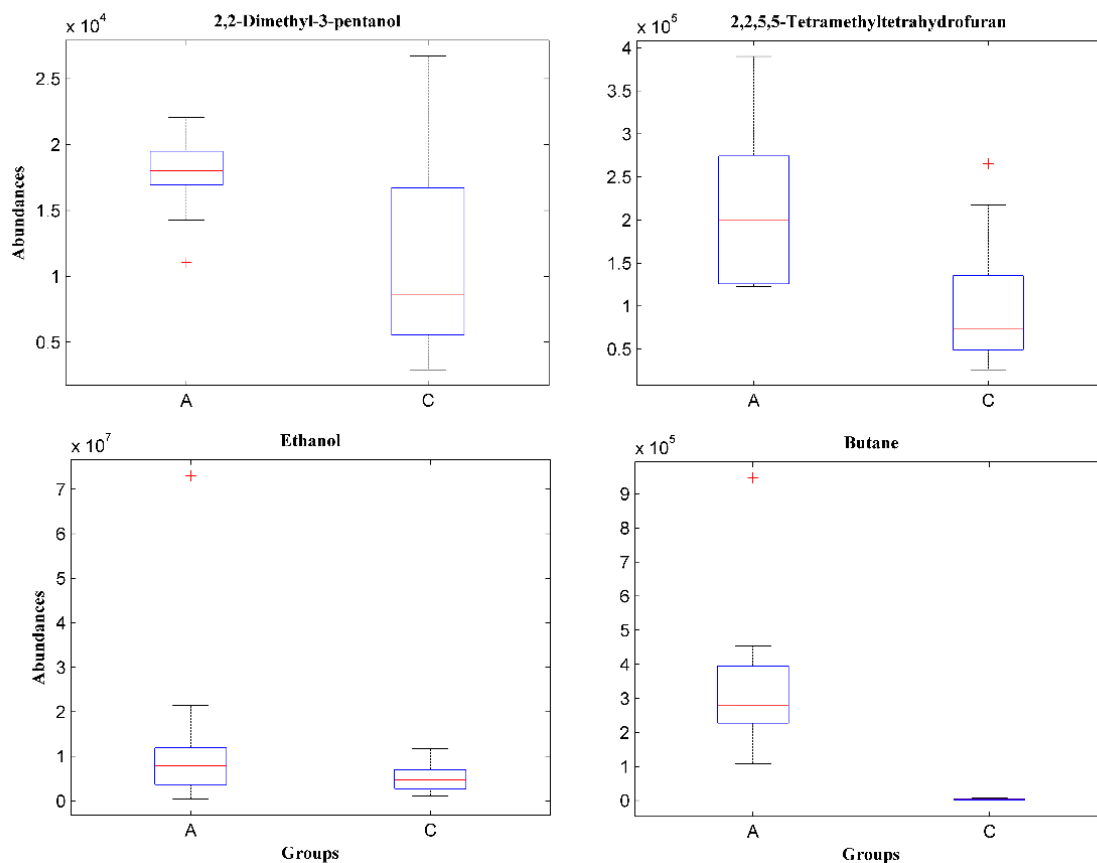 2,2-Dimethyl-3-pentanol
x 10^4
2.5
2
1.5
1
0.5
Abundances
A C
2,2,5,5-Tetramethyltetrahydrofuran
x 10^5
4
3.5
3
2.5
2
1.5
1
0.5
A C
Ethanol
x 10^7
7
6
5
4
3
2
1
0
Abundances
A C
Groups
Butane
x 10^5
9
8
7
6
5
4
3
2
1
0
A C
Groups